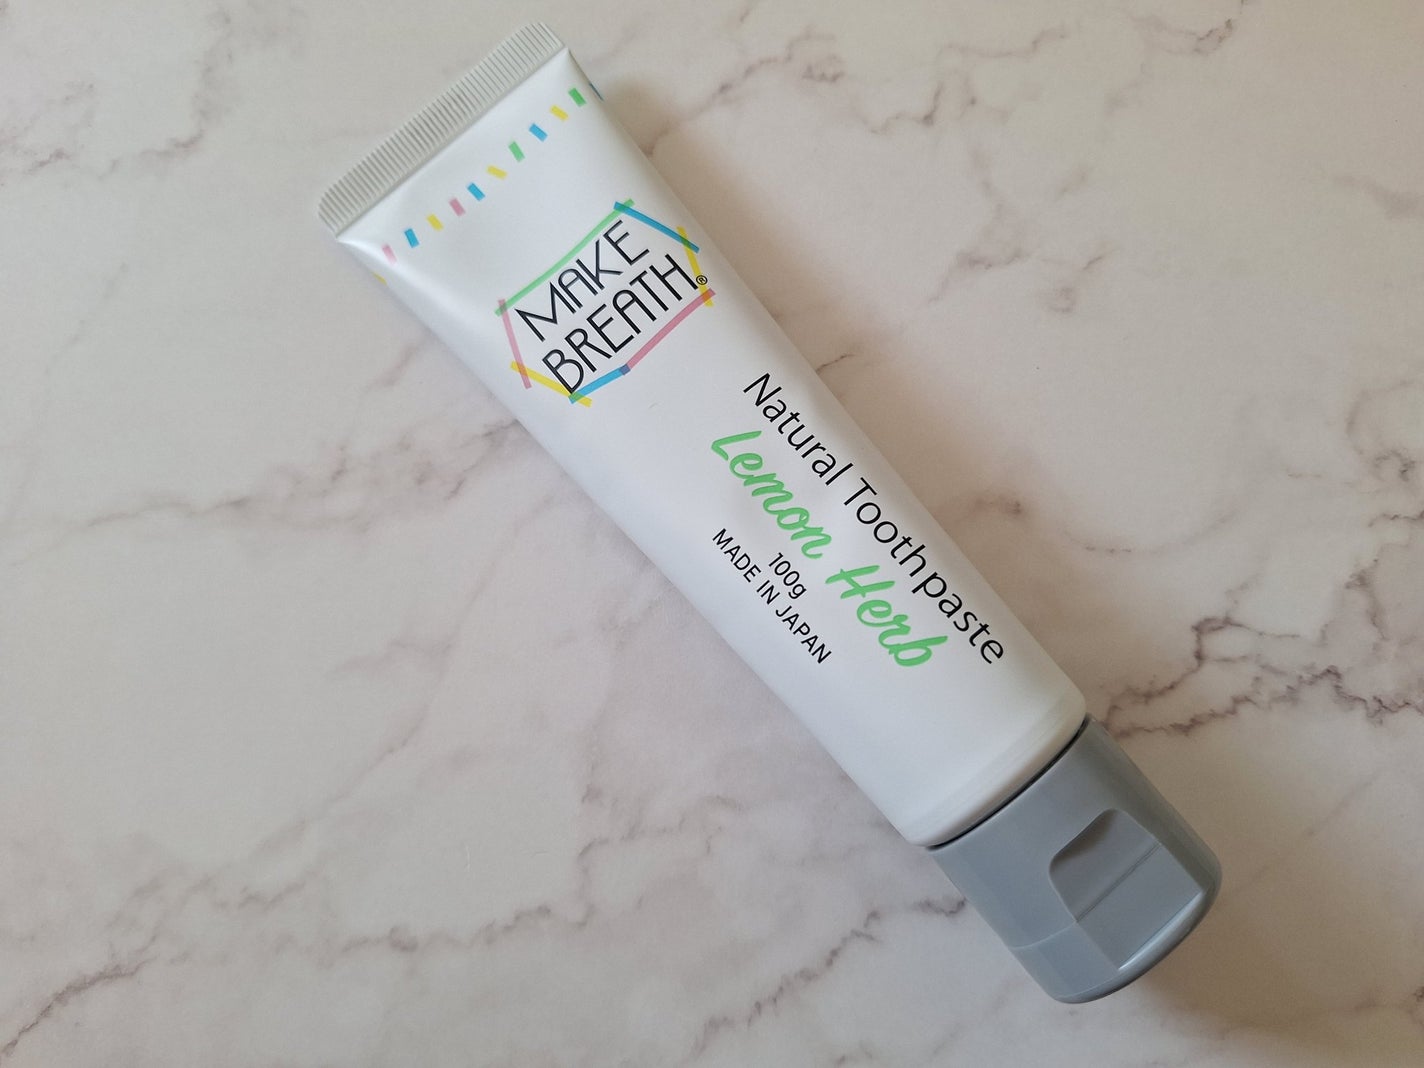 MAKE
BREATH®
Natural Toothpaste
Lemon Herb
100g
MADE IN JAPAN